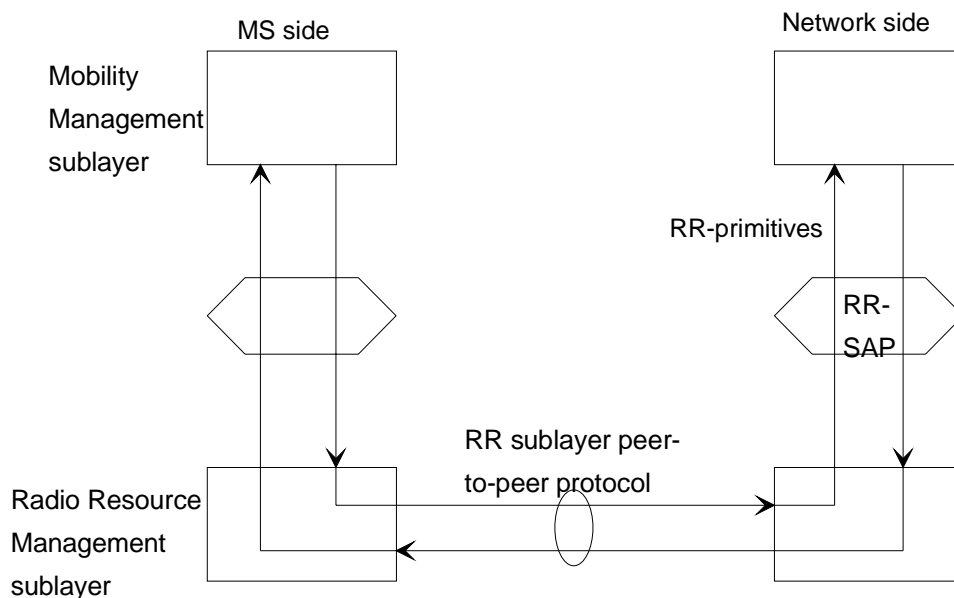 MS side
Network side
Mobility
Management
sublayer
RR-primitives
RR-
SAP
RR sublayer peer-
to-peer protocol
Radio Resource
Management
sublayer